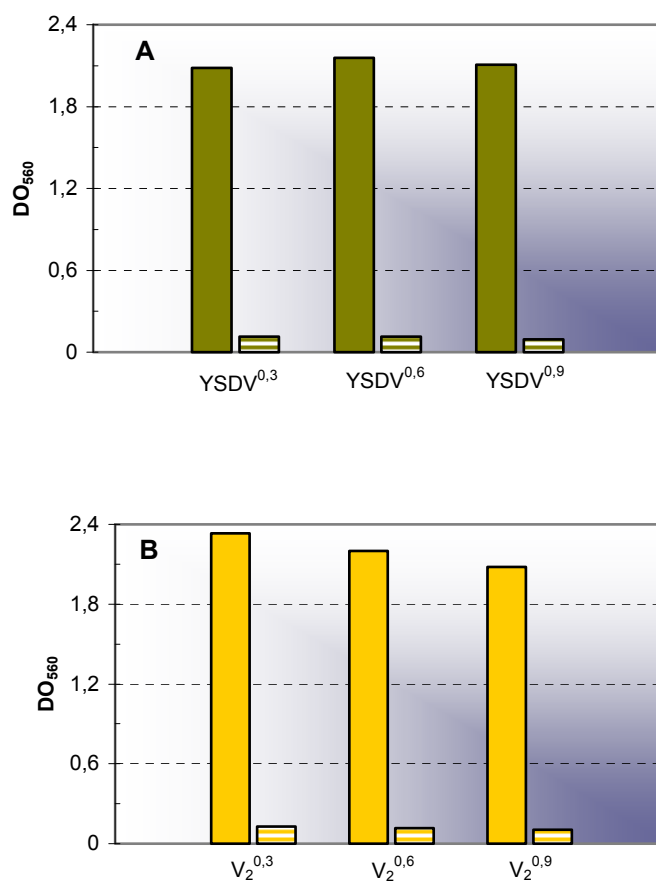 A
2,4
1,8
1,2
0,6
0
DO₅₆₀
YSDV⁰,³ YSDV⁰,⁶ YSDV⁰,⁹
B
2,4
1,8
1,2
0,6
0
DO₅₆₀
V₂⁰,³ V₂⁰,⁶ V₂⁰,⁹